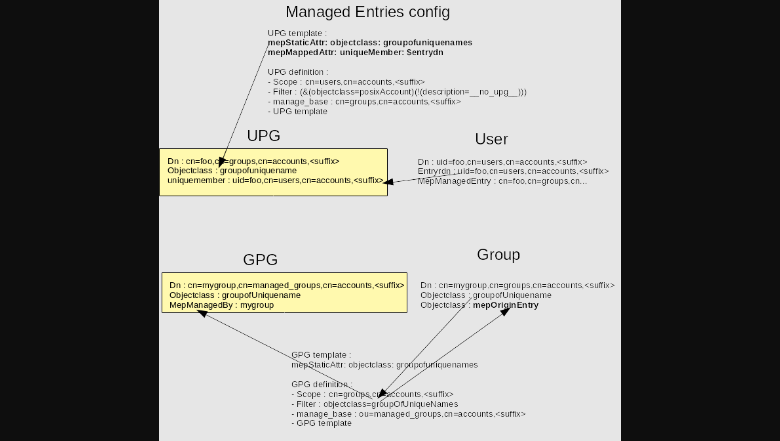 Managed Entries config
UPG template :
mepStaticAttr: objectclass: groupofuniquenames
mepMappedAttr: uniqueMember: $entrydn
UPG definition :
- Scope : cn=users,cn=accounts,<suffix>
- Filter : (&(objectclass=posixAccount)(!(description=__no_upg__)))
- manage_base : cn=groups,cn=accounts,<suffix>
- UPG template
UPG
Dn : cn=foo,cn=groups,cn=accounts,<suffix>
Objectclass : groupofuniquename
uniquemember : uid=foo,cn=users,cn=accounts,<suffix>
User
Dn : uid=foo,cn=users,cn=accounts,<suffix>
Entryrdn : uid=foo,cn=users,cn=accounts,<suffix>
MepManagedEntry : cn=foo,cn=groups,cn...
GPG
Dn : cn=mygroup,cn=managed_groups,cn=accounts,<suffix>
Objectclass : groupofUniquename
MepManagedBy : mygroup
Group
Dn : cn=mygroup,cn=groups,cn=accounts,<suffix>
Objectclass : groupofUniquename
Objectclass : mepOriginEntry
GPG template :
mepStaticAttr: objectclass: groupofuniquenames
GPG definition :
- Scope : cn=groups,cn=accounts,<suffix>
- Filter : objectclass=groupOfUniqueNames
- manage_base : ou=managed_groups,cn=accounts,<suffix>
- GPG template